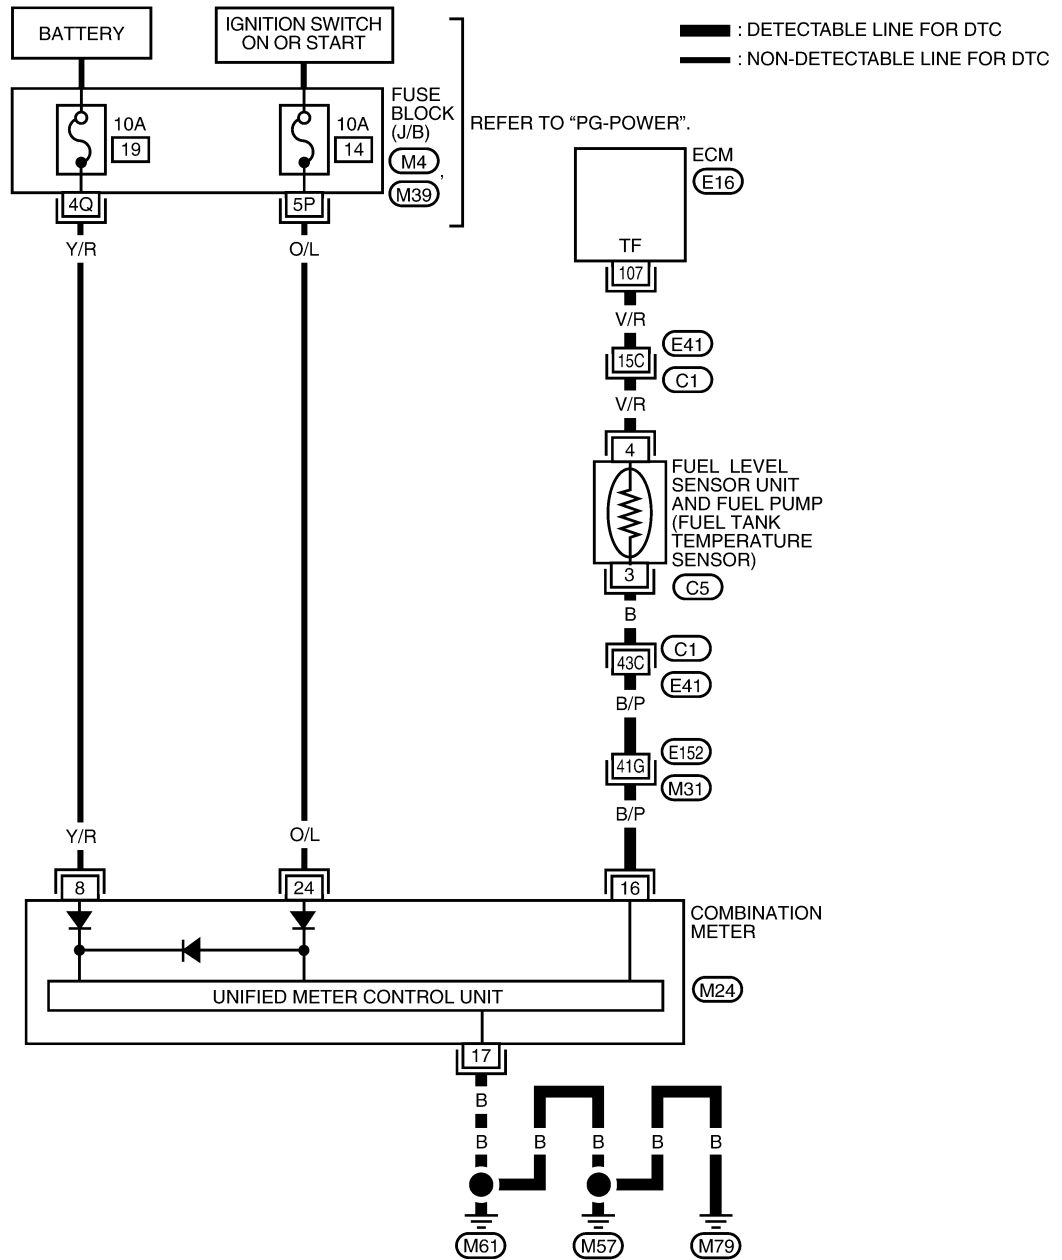 BATTERY
IGNITION SWITCH
ON OR START
: DETECTABLE LINE FOR DTC
: NON-DETECTABLE LINE FOR DTC
10A
19
10A
14
FUSE
BLOCK
(J/B)
M4
,
M39
REFER TO “PG-POWER”.
4Q
5P
Y/R
O/L
ECM
E16
TF
107
V/R
15C
E41
C1
V/R
4
FUEL LEVEL
SENSOR UNIT
AND FUEL PUMP
(FUEL TANK
TEMPERATURE
SENSOR)
3
C5
B
43C
C1
E41
B/P
41G
E152
M31
B/P
Y/R
O/L
8
24
16
COMBINATION
METER
M24
UNIFIED METER CONTROL UNIT
17
B
B
B
B
B
B
M61
M57
M79